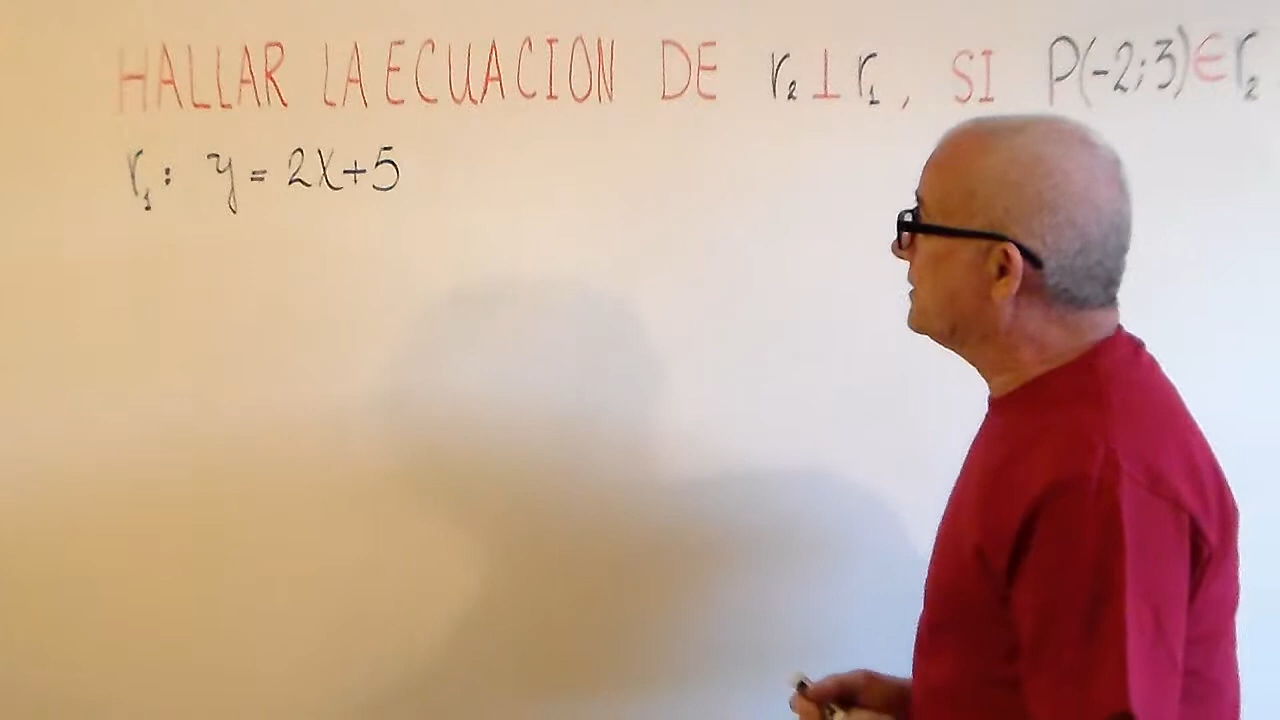 HALLAR LA ECUACION DE r₂ ⊥ r₁, SI P(-2;3) ∈ r₂
r₁: y = 2x+5